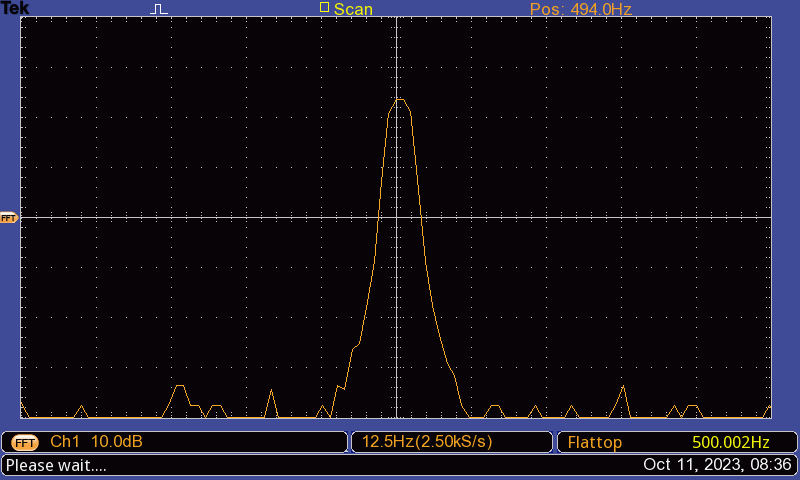 Tek Scan Pos: 494.0Hz
FFT
FFT Ch1 10.0dB 12.5Hz(2.50kS/s) Flattop 500.002Hz
Please wait.... Oct 11, 2023, 08:36